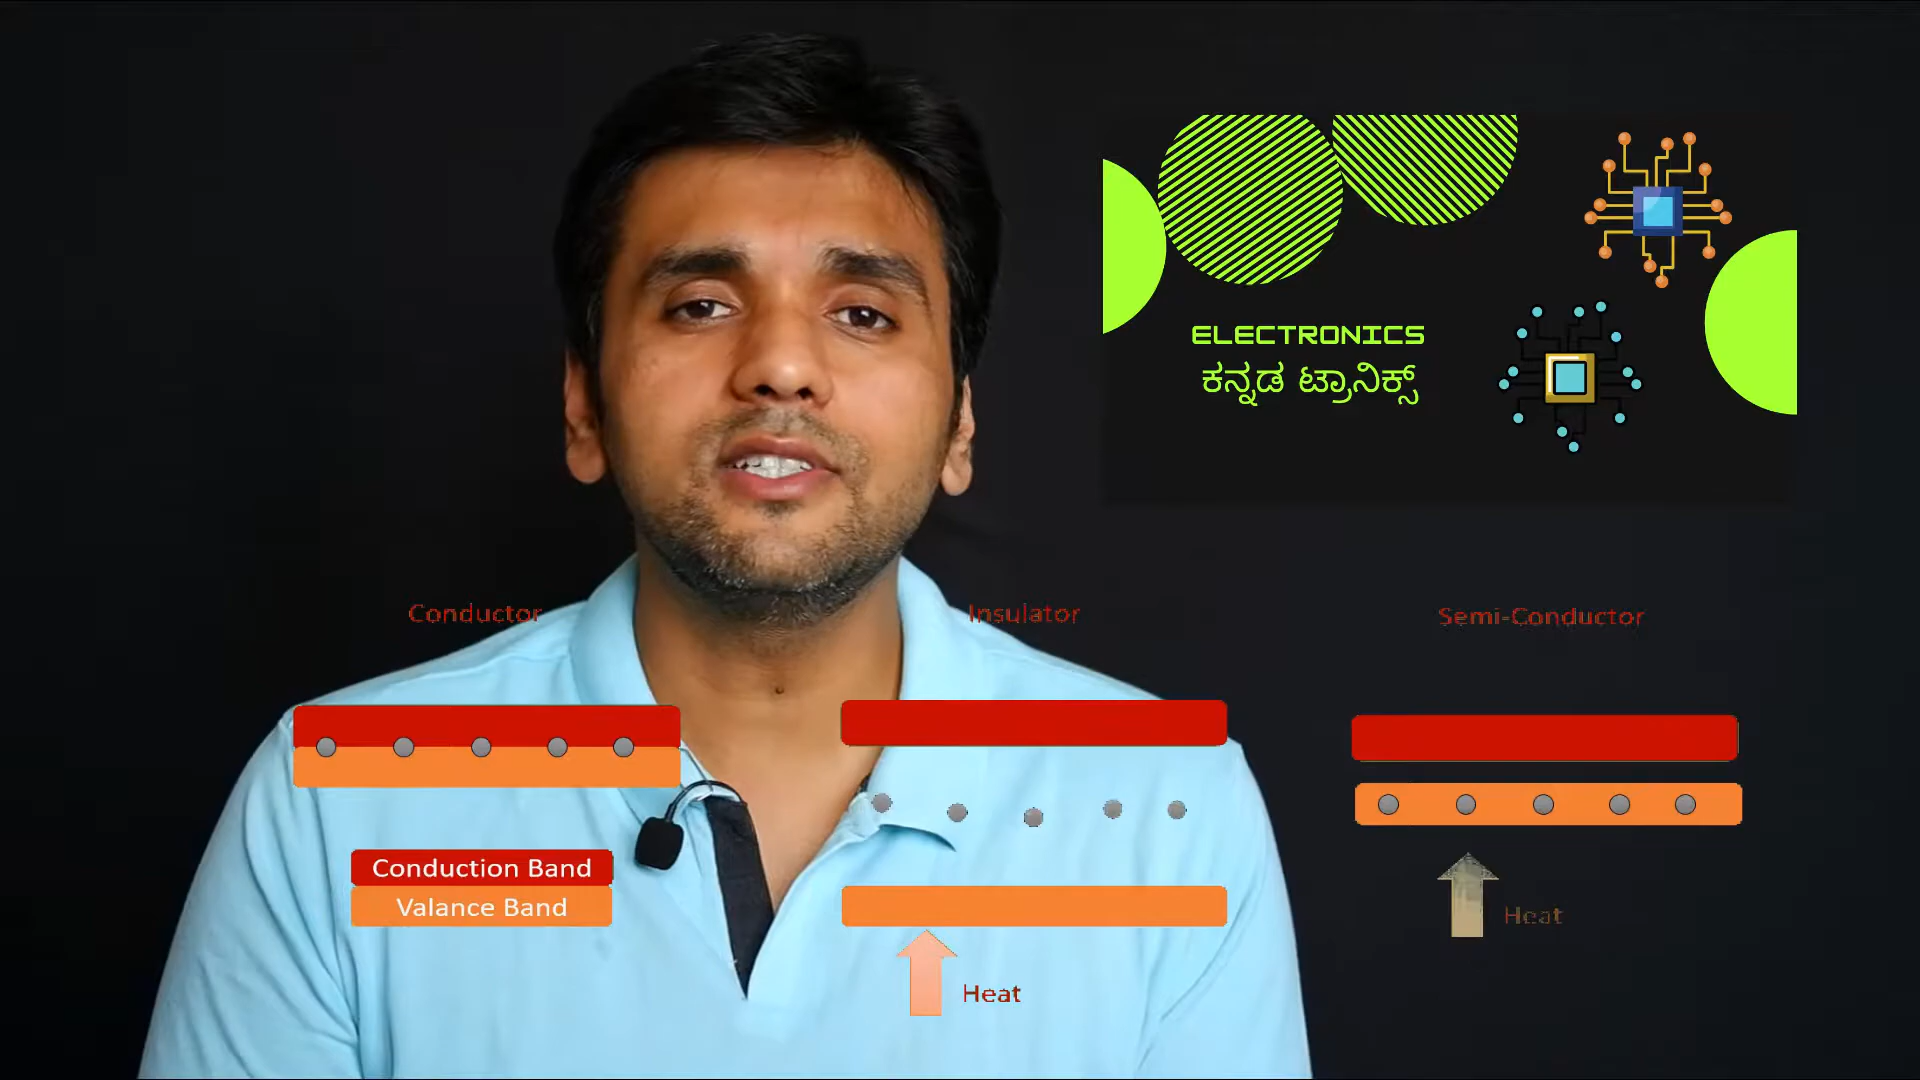 ELECTRONICS
ಕನ್ನಡ ಟ್ರಾನಿಕ್ಸ್
Conductor
Insulator
Semi-Conductor
Conduction Band
Valance Band
Heat
Heat